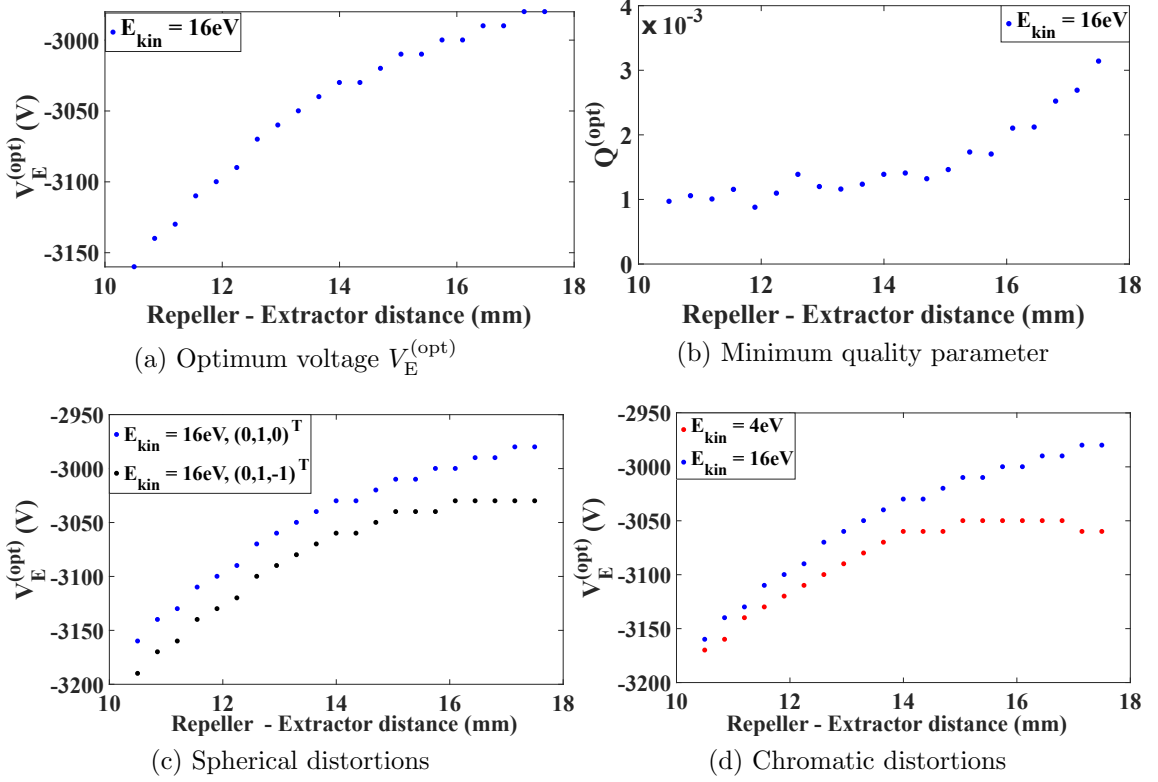 E_kin = 16eV
V_E^(opt) (V)
-3000
-3050
-3100
-3150
10 12 14 16 18
Repeller - Extractor distance (mm)
(a) Optimum voltage V_E^(opt)
x 10^-3
E_kin = 16eV
Q^(opt)
4
3
2
1
0
10 12 14 16 18
Repeller - Extractor distance (mm)
(b) Minimum quality parameter
E_kin = 16eV, (0,1,0)^T
E_kin = 16eV, (0,1,-1)^T
V_E^(opt) (V)
-2950
-3000
-3050
-3100
-3150
-3200
10 12 14 16 18
Repeller - Extractor distance (mm)
(c) Spherical distortions
E_kin = 4eV
E_kin = 16eV
V_E^(opt) (V)
-2950
-3000
-3050
-3100
-3150
-3200
10 12 14 16 18
Repeller - Extractor distance (mm)
(d) Chromatic distortions